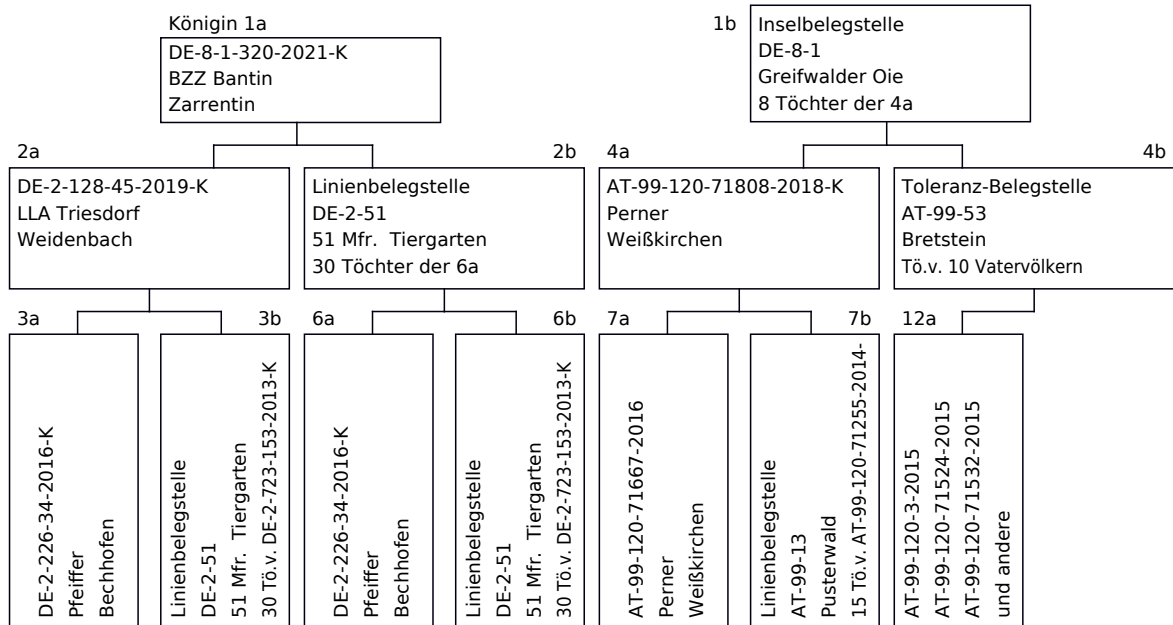 Königin 1a
DE-8-1-320-2021-K
BZZ Bantin
Zarrentin
1b
Inselbelegstelle
DE-8-1
Greifwalder Oie
8 Töchter der 4a
2a
DE-2-128-45-2019-K
LLA Triesdorf
Weidenbach
2b
Linienbelegstelle
DE-2-51
51 Mfr. Tiergarten
30 Töchter der 6a
4a
AT-99-120-71808-2018-K
Perner
Weißkirchen
4b
Toleranz-Belegstelle
AT-99-53
Bretstein
Tö.v. 10 Vatervölkern
3a
DE-2-226-34-2016-K
Pfeiffer
Bechhofen
3b
Linienbelegstelle
DE-2-51
51 Mfr. Tiergarten
30 Tö.v. DE-2-723-153-2013-K
6a
DE-2-226-34-2016-K
Pfeiffer
Bechhofen
6b
Linienbelegstelle
DE-2-51
51 Mfr. Tiergarten
30 Tö.v. DE-2-723-153-2013-K
7a
AT-99-120-71667-2016
Perner
Weißkirchen
7b
Linienbelegstelle
AT-99-13
Pusterwald
15 Tö.v. AT-99-120-71255-2014-
12a
AT-99-120-3-2015
AT-99-120-71524-2015
AT-99-120-71532-2015
und andere